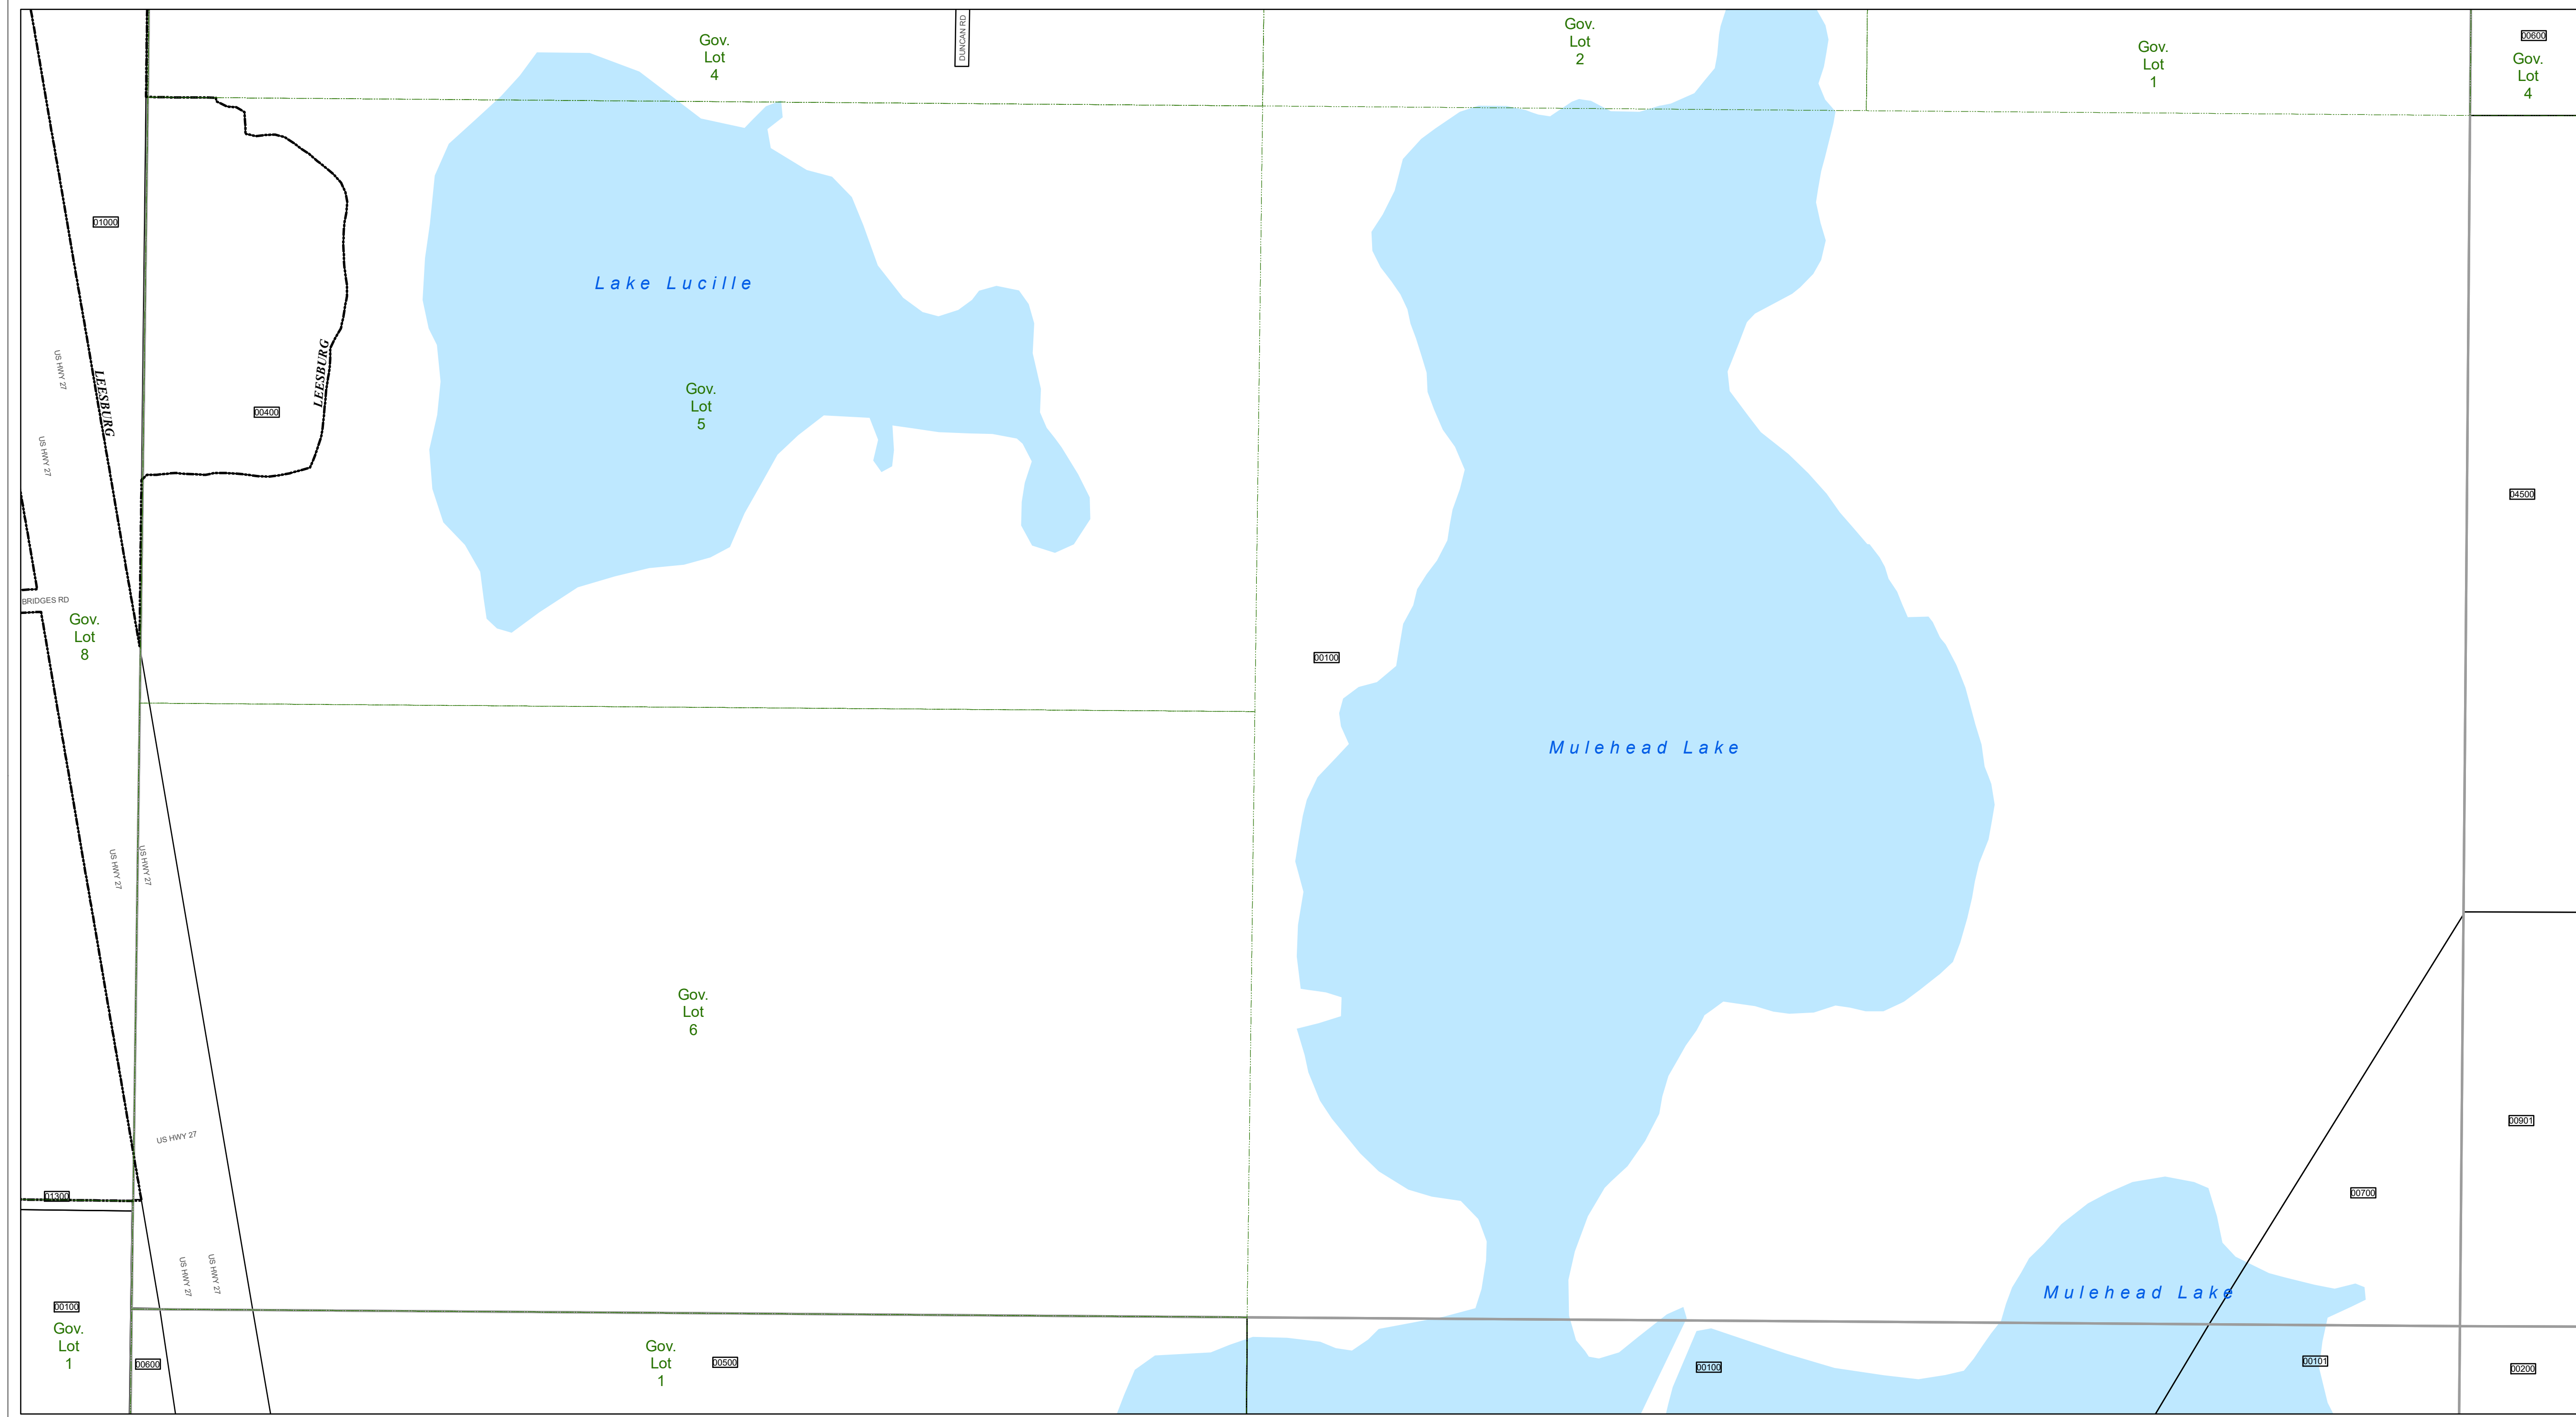 Gov.
Lot
4
DUNCAN RD
Gov.
Lot
2
Gov.
Lot
1
00600
Gov.
Lot
4
01000
Lake Lucille
US HWY 27
LEESBURG
LEESBURG
00400
Gov.
Lot
5
US HWY 27
04500
BRIDGES RD
Gov.
Lot
8
00100
Mulehead Lake
US HWY 27
US HWY 27
Gov.
Lot
6
US HWY 27
00901
01300
00700
US HWY 27
US HWY 27
Mulehead Lake
00100
Gov.
Lot
1
00600
Gov.
Lot
1
00500
00100
00101
00200